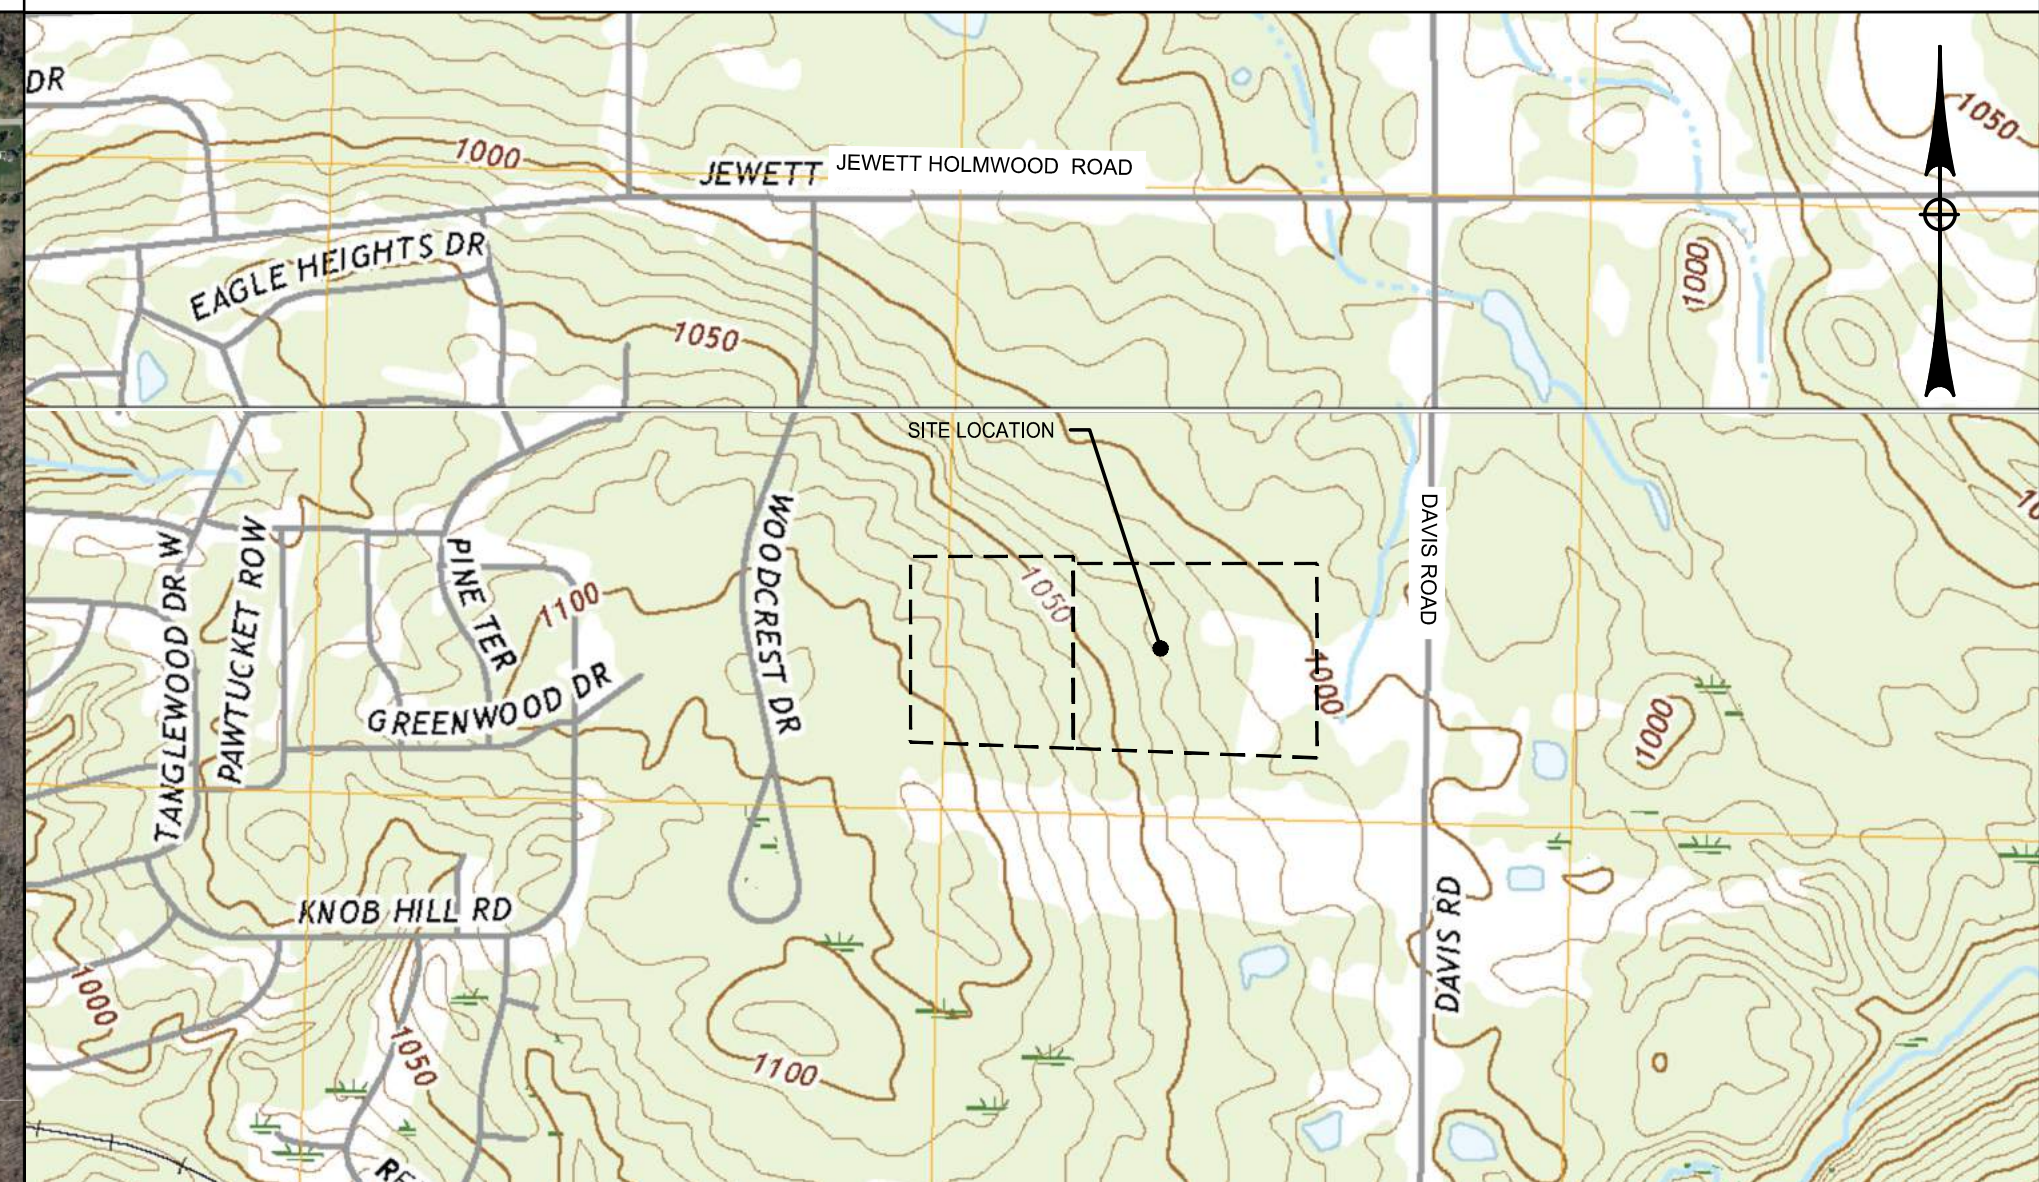 DR
1050
1000
JEWETT
JEWETT HOLMWOOD ROAD
EAGLE HEIGHTS DR
1000
1050
SITE LOCATION
WOODCREST DR
DAVIS ROAD
TANGLEWOOD DR W
PAWTUCKET ROW
PINE TER
1100
1050
GREENWOOD DR
1000
1000
KNOB HILL RD
DAVIS RD
1000
1050
1100